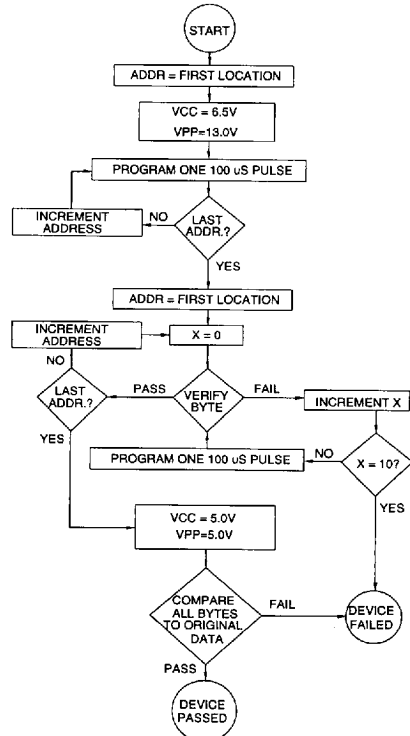 START
ADDR = FIRST LOCATION
VCC = 6.5V
VPP=13.0V
PROGRAM ONE 100 uS PULSE
INCREMENT
ADDRESS
NO
LAST
ADDR.?
YES
ADDR = FIRST LOCATION
INCREMENT
ADDRESS
X = 0
NO
LAST
ADDR.?
PASS
VERIFY
BYTE
FAIL
INCREMENT X
YES
PROGRAM ONE 100 uS PULSE
NO
X = 10?
YES
VCC = 5.0V
VPP=5.0V
COMPARE
ALL BYTES
TO ORIGINAL
DATA
FAIL
DEVICE
FAILED
PASS
DEVICE
PASSED